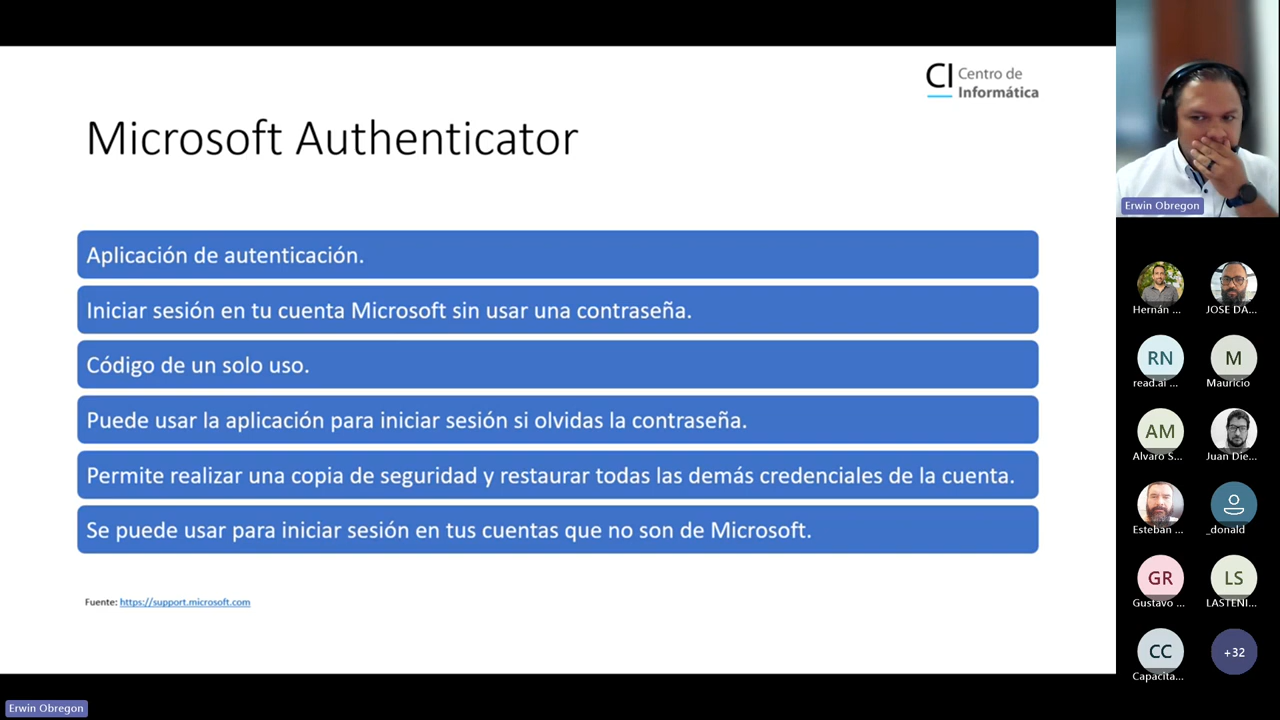 CI Centro de
Informática
Microsoft Authenticator
Aplicación de autenticación.
Iniciar sesión en tu cuenta Microsoft sin usar una contraseña.
Código de un solo uso.
Puede usar la aplicación para iniciar sesión si olvidas la contraseña.
Permite realizar una copia de seguridad y restaurar todas las demás credenciales de la cuenta.
Se puede usar para iniciar sesión en tus cuentas que no son de Microsoft.
Fuente: https://support.microsoft.com
Erwin Obregon
Erwin Obregon
Hernán ...
JOSE DA...
RN
M
read.ai ...
Mauricio
AM
Alvaro S...
Juan Die...
Esteban ...
_donald
GR
LS
Gustavo ...
LASTENI...
CC
+32
Capacita...